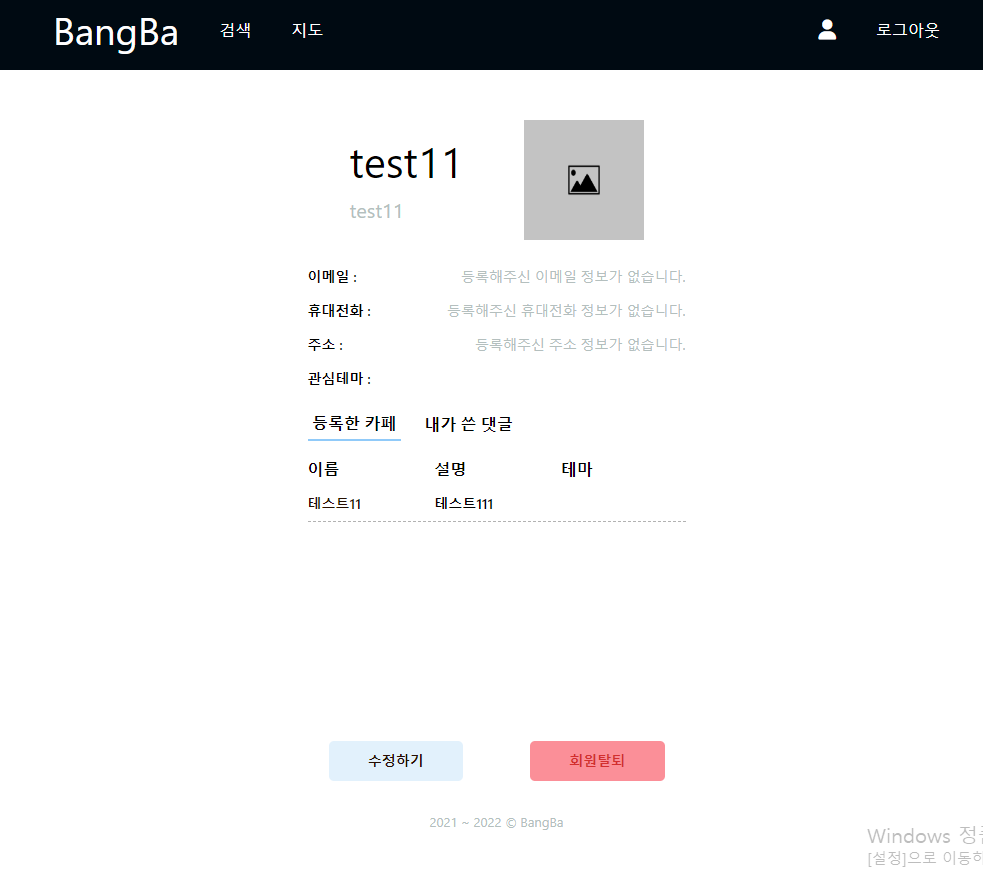 BangBa 검색 지도 로그아웃
test11
test11
이메일 : 등록해주신 이메일 정보가 없습니다.
휴대전화 : 등록해주신 휴대전화 정보가 없습니다.
주소 : 등록해주신 주소 정보가 없습니다.
관심테마 :
등록한 카페 내가 쓴 댓글
이름 설명 테마
테스트11 테스트111
수정하기 회원탈퇴
2021 ~ 2022 © BangBa
Windows 정
[설정]으로 이동